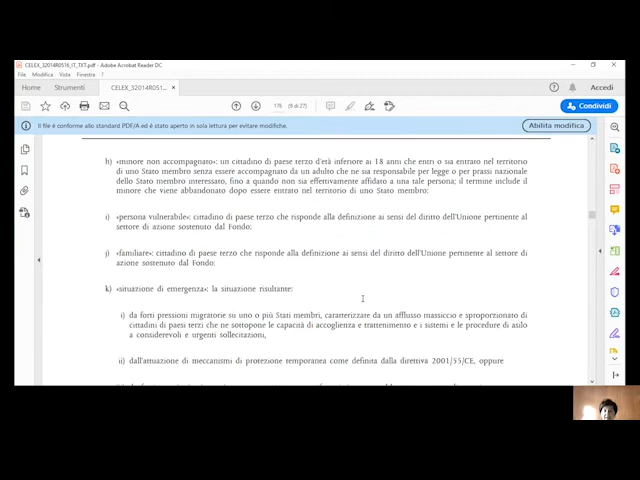 CELEX_32014R0516_IT_TXT.pdf - Adobe Acrobat Reader DC
File Modifica Vista Finestra ?
Home Strumenti CELEX_32014R051... × Accedi
(9 di 27)
Condividi
Il file è conforme allo standard PDF/A ed è stato aperto in sola lettura per evitare modifiche. Abilita modifica
h) «minore non accompagnato»: un cittadino di paese terzo d'età inferiore ai 18 anni che entri o sia entrato nel territorio
di uno Stato membro senza essere accompagnato da un adulto che ne sia responsabile per legge o per prassi nazionale
dello Stato membro interessato, fino a quando non sia effettivamente affidato a una tale persona; il termine include il
minore che viene abbandonato dopo essere entrato nel territorio di uno Stato membro;
i) «persona vulnerabile»: cittadino di paese terzo che risponde alla definizione ai sensi del diritto dell'Unione pertinente al
settore di azione sostenuto dal Fondo;
j) «familiare»: cittadino di paese terzo che risponde alla definizione ai sensi del diritto dell'Unione pertinente al settore di
azione sostenuto dal Fondo;
k) «situazione di emergenza»: la situazione risultante:
i) da forti pressioni migratorie su uno o più Stati membri, caratterizzate da un afflusso massiccio e sproporzionato di
cittadini di paesi terzi che ne sottopone le capacità di accoglienza e trattenimento e i sistemi e le procedure di asilo
a considerevoli e urgenti sollecitazioni,
ii) dall'attuazione di meccanismi di protezione temporanea come definita dalla direttiva 2001/55/CE, oppure